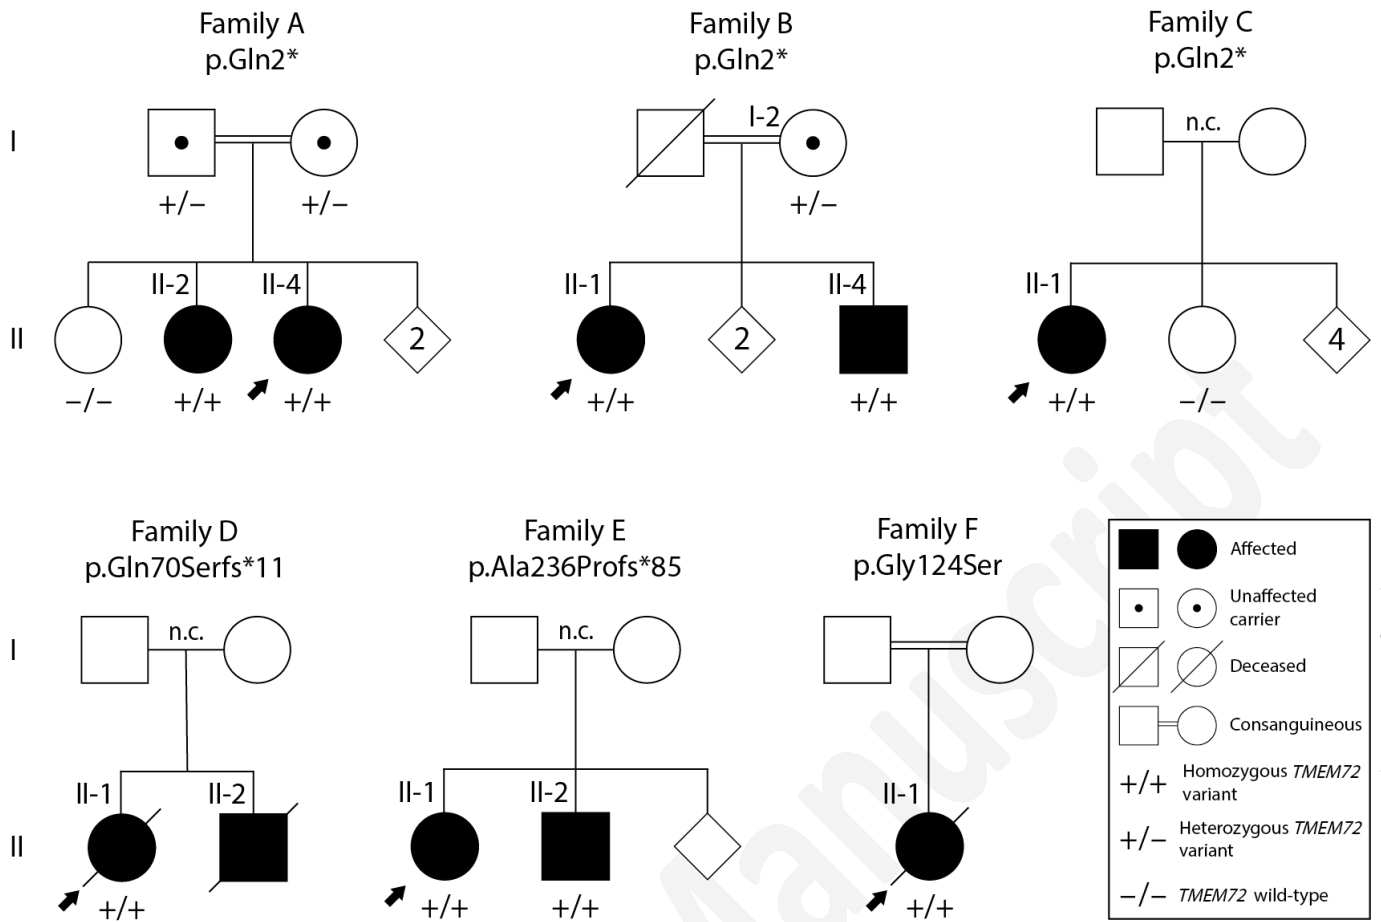 Family A
p.Gln2*
Family B
p.Gln2*
Family C
p.Gln2*
I
I-2
n.c.
+/−
+/−
+/−
II
II-2
II-4
2
II-1
2
II-4
II-1
4
−/−
+/+
+/+
+/+
+/+
+/+
−/−
Family D
p.Gln70Serfs*11
Family E
p.Ala236Profs*85
Family F
p.Gly124Ser
I
n.c.
n.c.
II
II-1
II-2
II-1
II-2
II-1
+/+
+/+
+/+
+/+
Affected
Unaffected
carrier
Deceased
Consanguineous
+/+ Homozygous TMEM72
variant
+/− Heterozygous TMEM72
variant
−/− TMEM72 wild-type
Manuscript